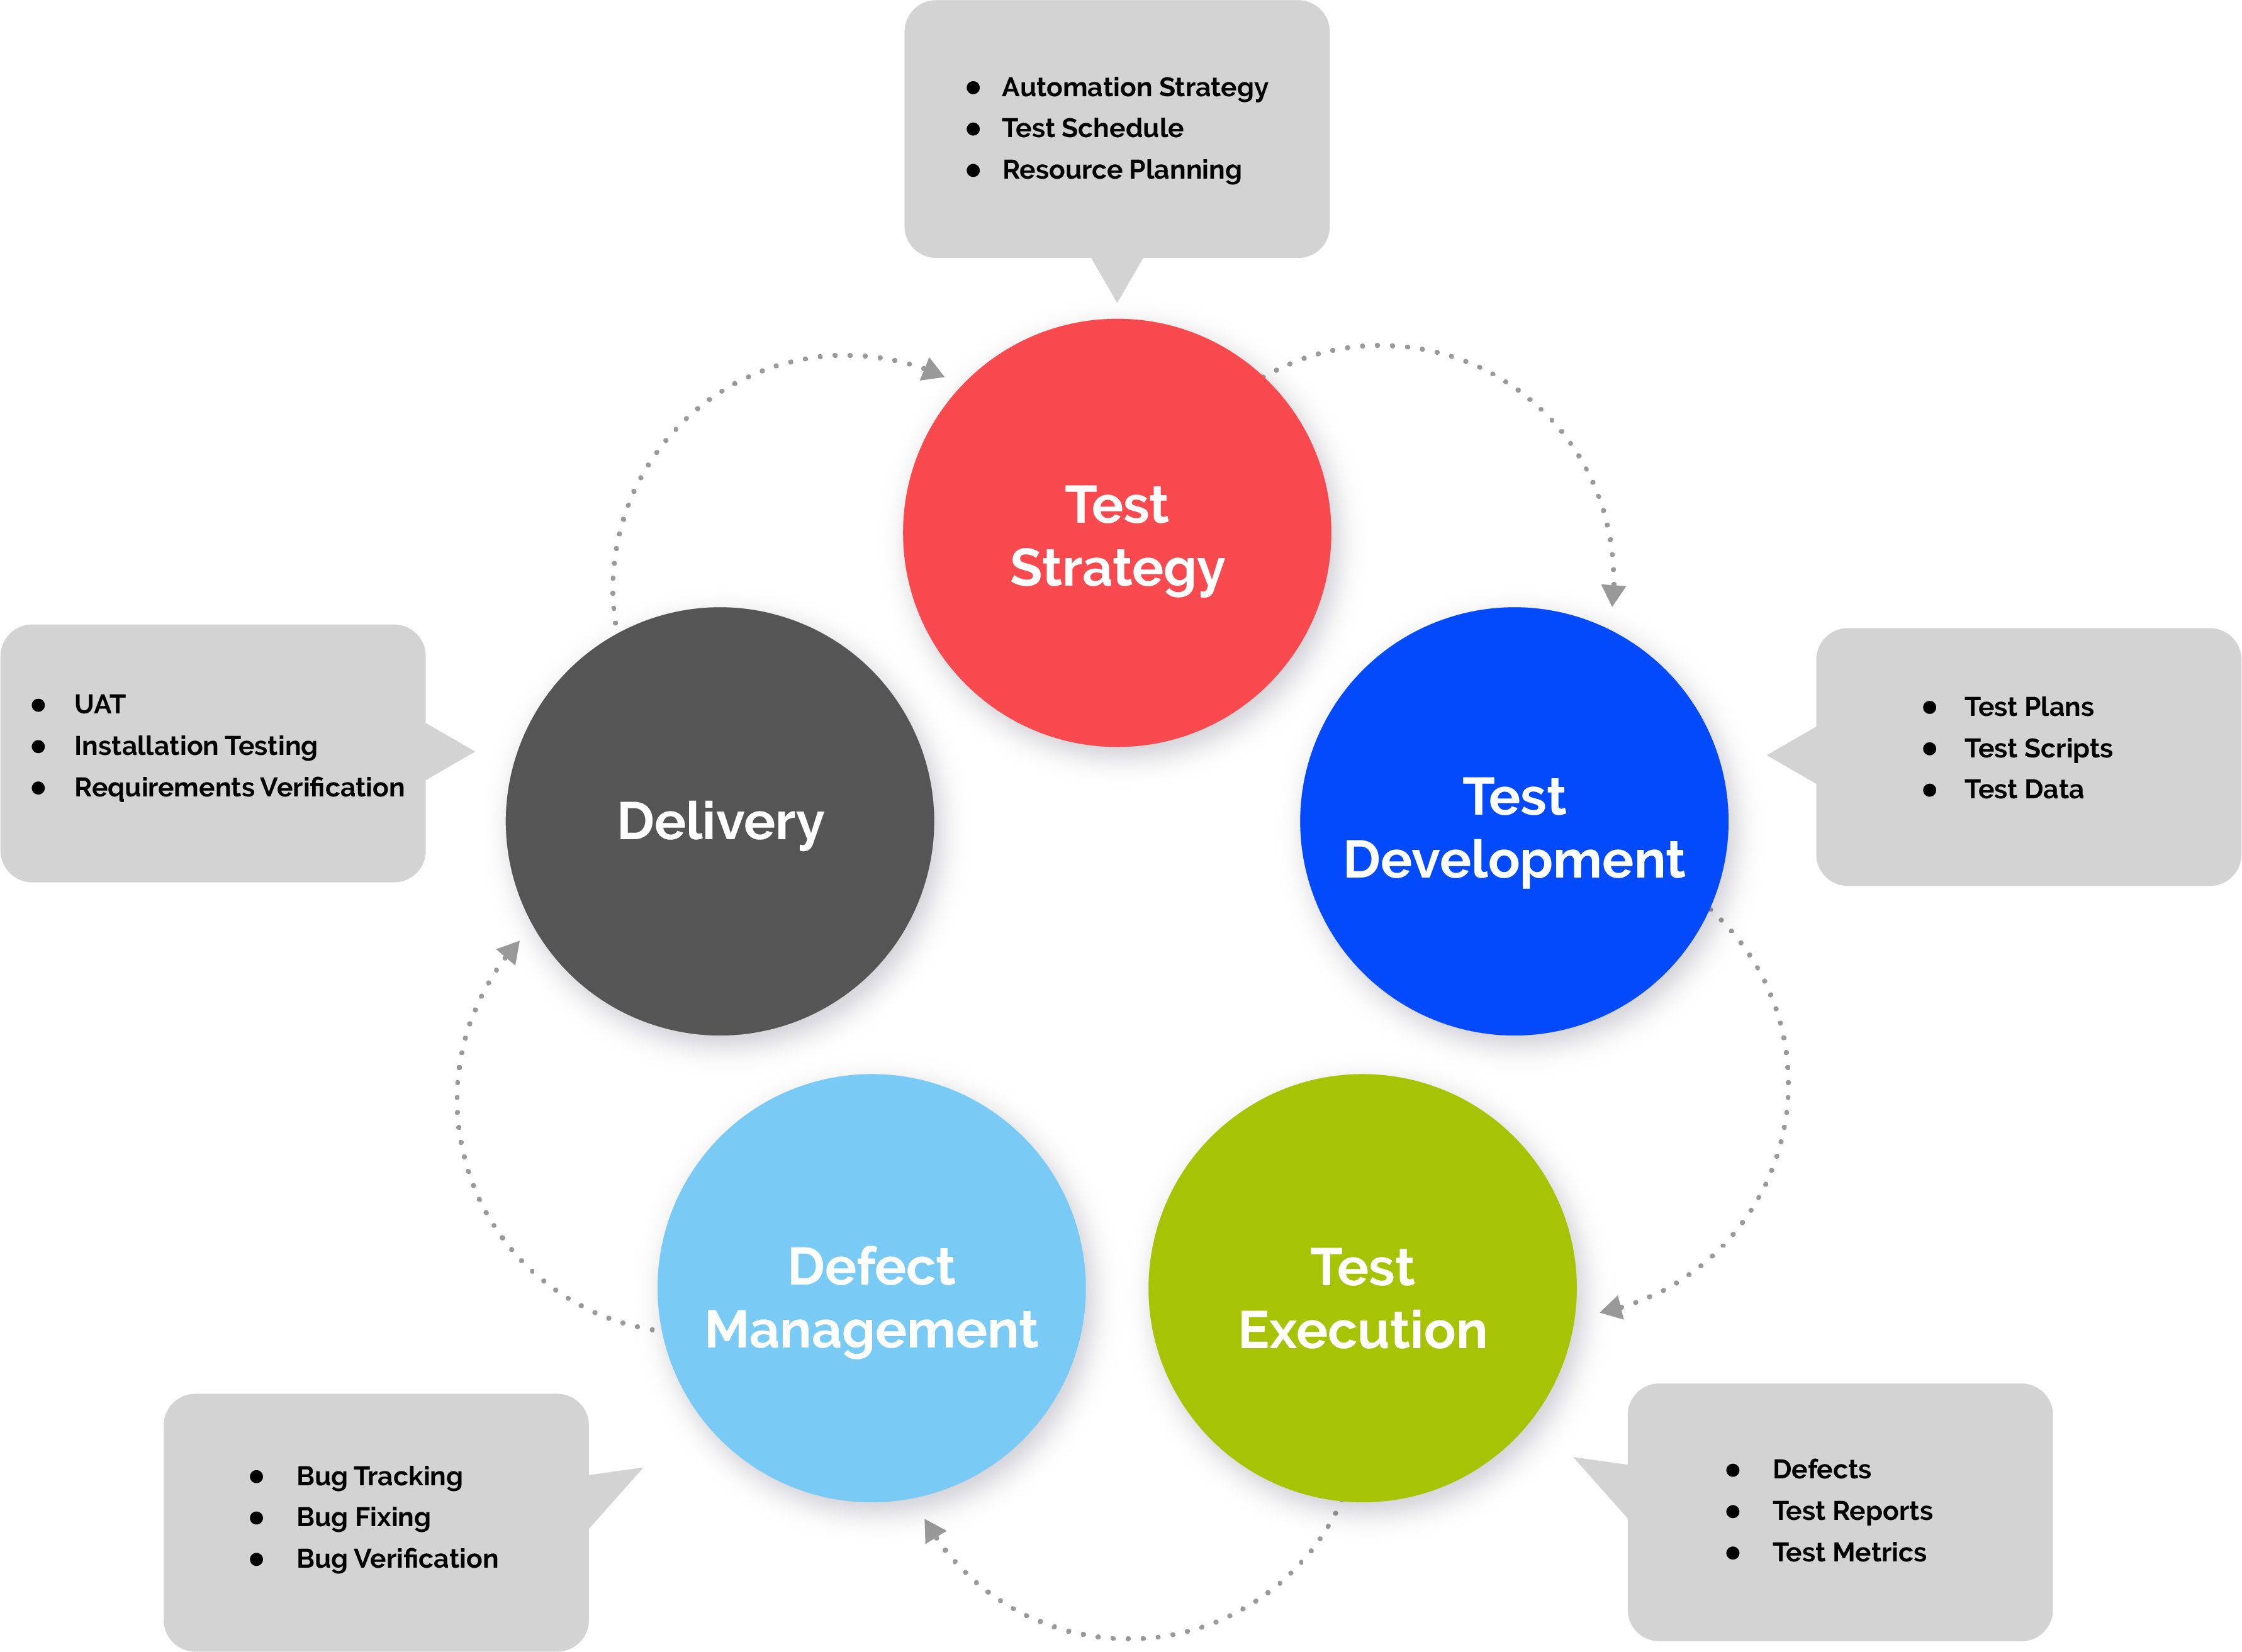 Automation Strategy
Test Schedule
Resource Planning
Test
Strategy
Test
Development
Test Plans
Test Scripts
Test Data
Test
Execution
Defects
Test Reports
Test Metrics
Defect
Management
Bug Tracking
Bug Fixing
Bug Verification
Delivery
UAT
Installation Testing
Requirements Verification